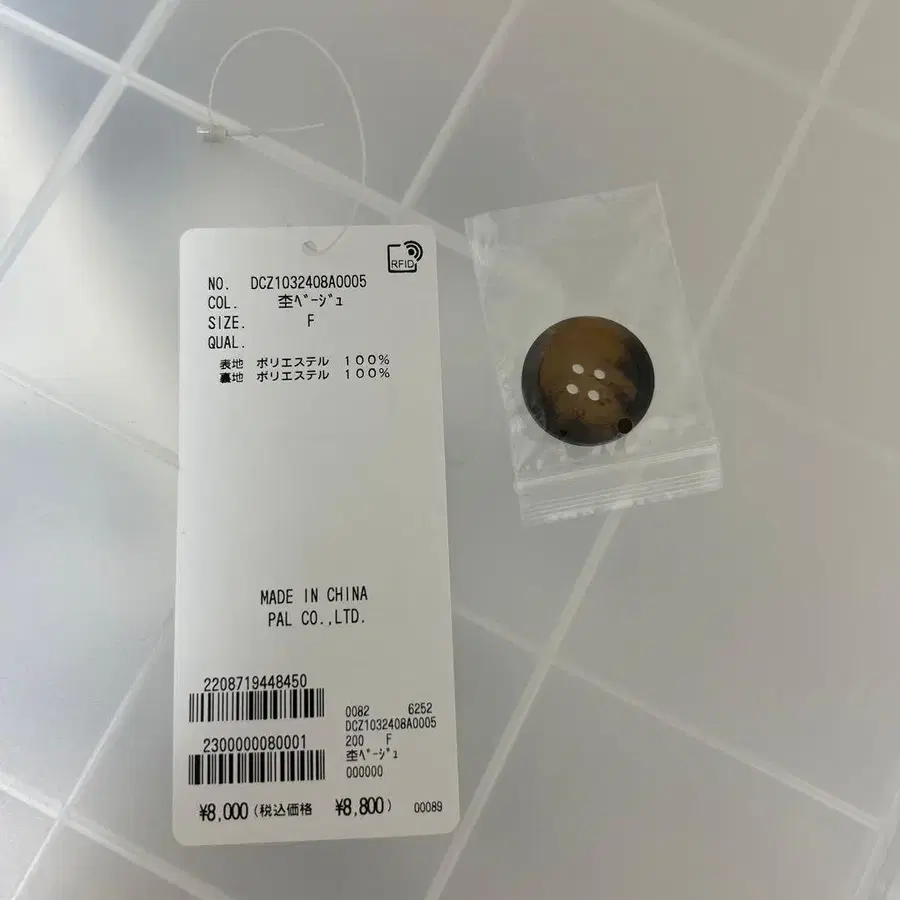 RFID
NO. DCZ1032408A0005
COL. 杢ﾍﾞｰｼﾞｭ
SIZE. F
QUAL.
表地 ポリエステル １００％
裏地 ポリエステル １００％
MADE IN CHINA
PAL CO.,LTD.
2208719448450
2300000080001
0082 6252
DCZ1032408A0005
200 F
杢ﾍﾞｰｼﾞｭ
000000
¥8,000 (税込価格 ¥8,800) 00089